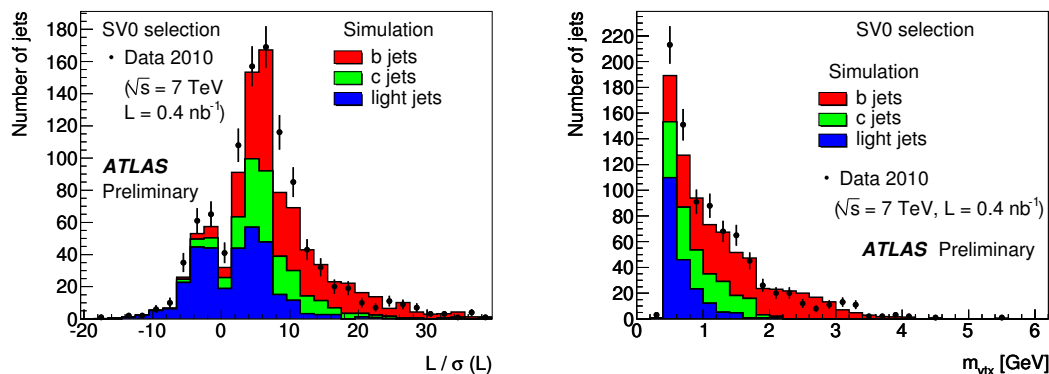 SV0 selection
Data 2010
(√s = 7 TeV
L = 0.4 nb⁻¹)
Simulation
b jets
c jets
light jets
ATLAS
Preliminary
Number of jets
180
160
140
120
100
80
60
40
20
0
-20 -10 0 10 20 30
L / σ (L)
SV0 selection
Simulation
b jets
c jets
light jets
Data 2010
(√s = 7 TeV, L = 0.4 nb⁻¹)
ATLAS Preliminary
Number of jets
220
200
180
160
140
120
100
80
60
40
20
0
0 1 2 3 4 5 6
m_vtx [GeV]